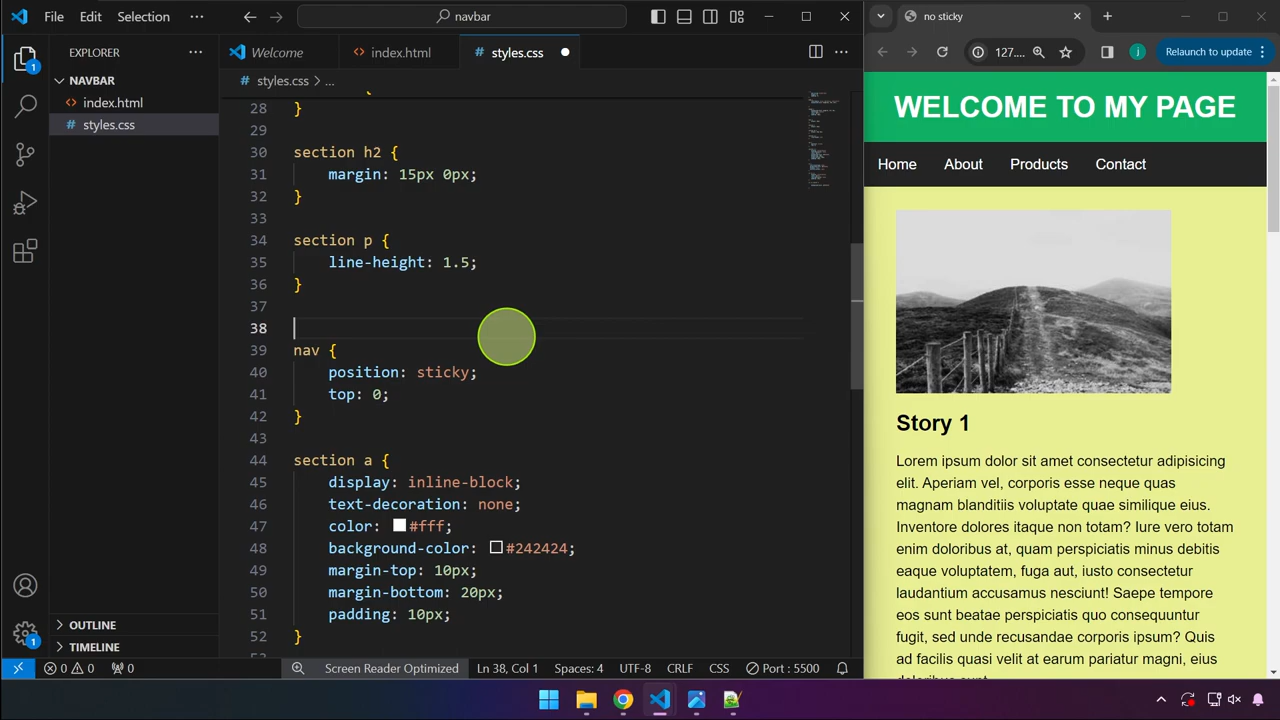 File Edit Selection ··· navbar
no sticky
Welcome index.html styles.css
EXPLORER
127....
j
Relaunch to update
NAVBAR
index.html
styles.css
styles.css > ...
28 }
29
30 section h2 {
31 margin: 15px 0px;
32 }
33
34 section p {
35 line-height: 1.5;
36 }
37
38
39 nav {
40 position: sticky;
41 top: 0;
42 }
43
44 section a {
45 display: inline-block;
46 text-decoration: none;
47 color: #fff;
48 background-color: #242424;
49 margin-top: 10px;
50 margin-bottom: 20px;
51 padding: 10px;
52 }
1
1
OUTLINE
TIMELINE
0 0 0 Screen Reader Optimized Ln 38, Col 1 Spaces: 4 UTF-8 CRLF CSS Port : 5500
WELCOME TO MY PAGE
Home About Products Contact
Story 1
Lorem ipsum dolor sit amet consectetur adipisicing
elit. Aperiam vel, corporis esse neque quas
magnam blanditiis voluptate quae similique eius.
Inventore dolores itaque non totam? Iure vero totam
enim doloribus at, quam perspiciatis minus debitis
eaque voluptatem, fuga aut, iusto consectetur
laudantium accusamus nesciunt! Saepe tempore
eos sunt beatae perspiciatis quo consequuntur
fugit, sed unde recusandae corporis ipsum? Quis
ad facilis quasi velit at earum pariatur magni, eius